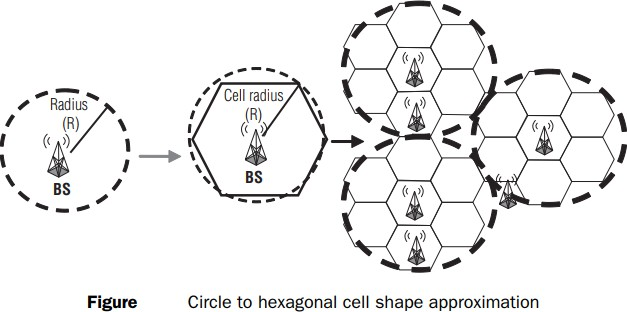 Radius
(R)
BS
Cell radius
(R)
BS
Figure Circle to hexagonal cell shape approximation